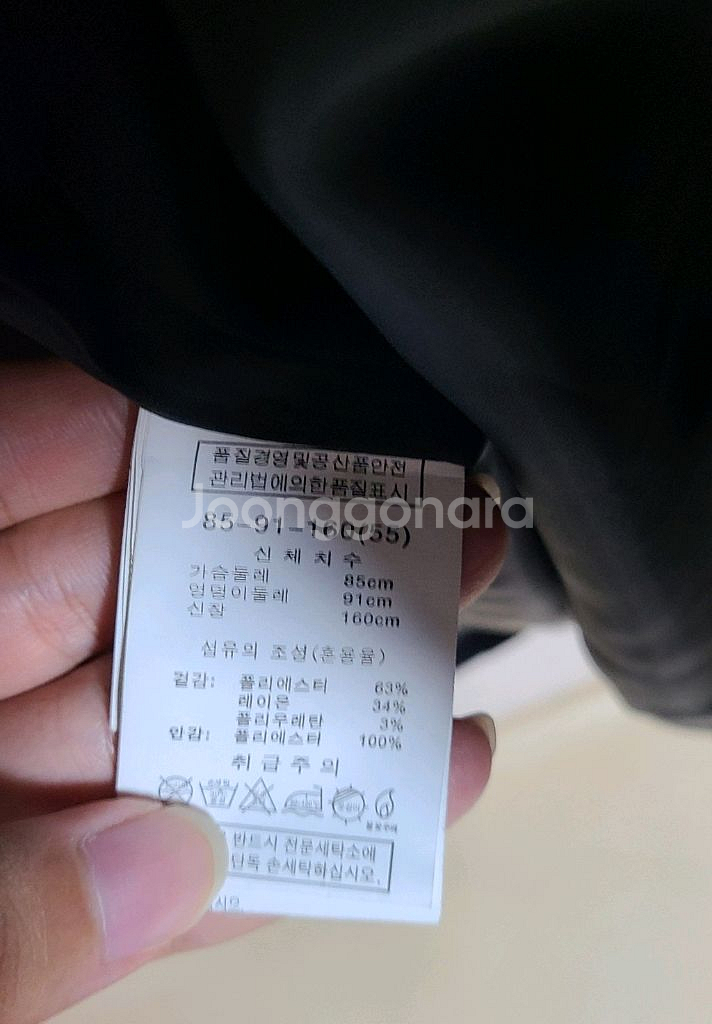 품질경영및공산품안전
관리법에의한품질표시
Joonggonara
85-91-160(55)
신체치수
가슴둘레 85cm
엉덩이둘레 91cm
신장 160cm
섬유의 조성(혼용율)
겉감: 폴리에스터 63%
레이온 34%
폴리우레탄 3%
안감: 폴리에스터 100%
취급주의
반드시 전문세탁소에
단독 손세탁하십시오.
시오.